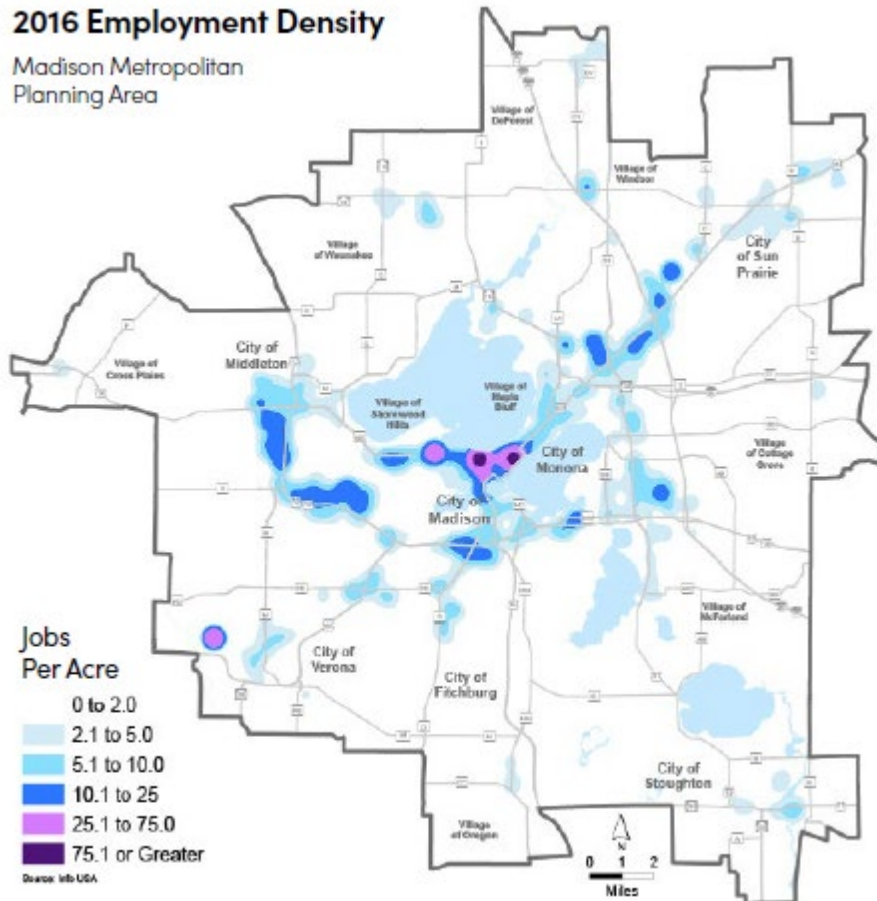 2016 Employment Density
Madison Metropolitan
Planning Area
Village of
DeForest
Village of
Windsor
City
of Sun
Prairie
Village
of Waunakee
City of
Middleton
Village of
Cross Plains
Village of
Shorewood
Hills
Village of
Maple
Bluff
City of
Monona
Village
of Cottage
Grove
City of
Madison
Village of
McFarland
City of
Verona
City of
Fitchburg
City of
Stoughton
Village
of Oregon
Jobs
Per Acre
0 to 2.0
2.1 to 5.0
5.1 to 10.0
10.1 to 25
25.1 to 75.0
75.1 or Greater
Source: Info USA
N
0 1 2
Miles